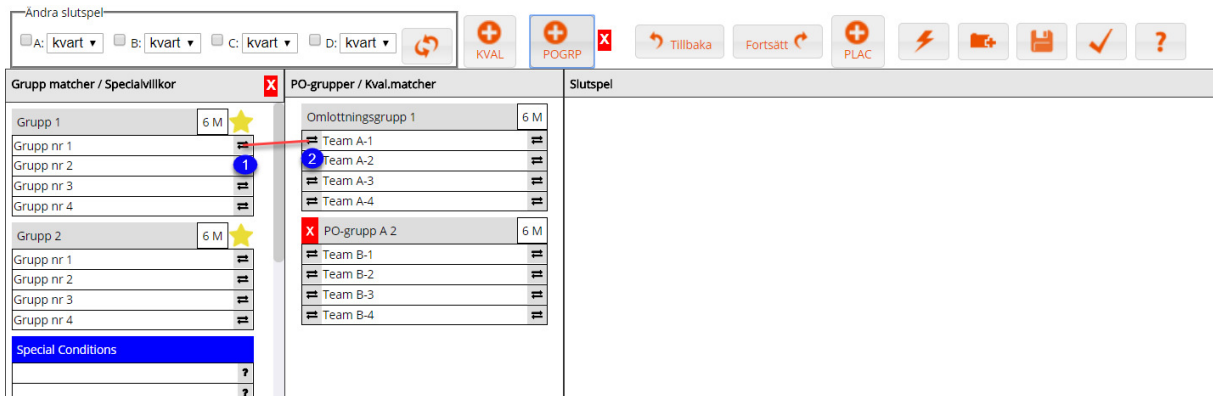 Ändra slutspel
A: kvart B: kvart C: kvart D: kvart
KVAL
POGRP
X
Tillbaka
Fortsätt
PLAC
?
Grupp matcher / Specialvillkor X
PO-grupper / Kval.matcher
Slutspel
Grupp 1 6 M
Grupp nr 1
Grupp nr 2
Grupp nr 3
Grupp nr 4
1
Grupp 2 6 M
Grupp nr 1
Grupp nr 2
Grupp nr 3
Grupp nr 4
Special Conditions
?
?
Omlottningsgrupp 1 6 M
Team A-1
2 Team A-2
Team A-3
Team A-4
X PO-grupp A 2 6 M
Team B-1
Team B-2
Team B-3
Team B-4